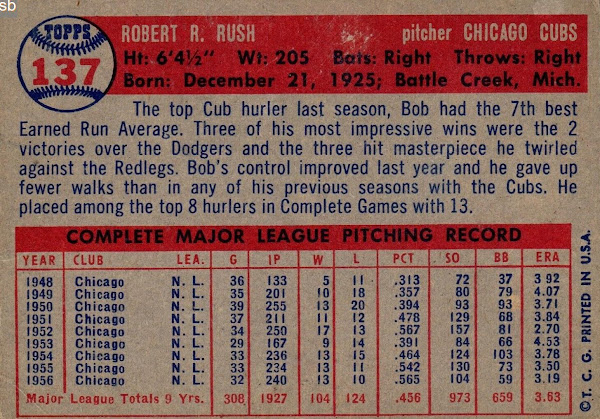 sb
TOPPS
137
ROBERT R. RUSH pitcher CHICAGO CUBS
Ht: 6'4½" Wt: 205 Bats: Right Throws: Right
Born: December 21, 1925; Battle Creek, Mich.
The top Cub hurler last season, Bob had the 7th best
Earned Run Average. Three of his most impressive wins were the 2
victories over the Dodgers and the three hit masterpiece he twirled
against the Redlegs. Bob's control improved last year and he gave up
fewer walks than in any of his previous seasons with the Cubs. He
placed among the top 8 hurlers in Complete Games with 13.
COMPLETE MAJOR LEAGUE PITCHING RECORD
YEAR CLUB LEA. G IP W L PCT SO BB ERA
1948 Chicago N. L. 36 133 5 11 .313 72 37 3.92
1949 Chicago N. L. 35 201 10 18 .357 80 79 4.07
1950 Chicago N. L. 39 255 13 20 .394 93 93 3.71
1951 Chicago N. L. 37 211 11 12 .478 129 68 3.84
1952 Chicago N. L. 34 250 17 13 .567 157 81 2.70
1953 Chicago N. L. 29 167 9 14 .391 84 66 4.53
1954 Chicago N. L. 33 236 13 15 .464 124 103 3.78
1955 Chicago N. L. 33 234 13 11 .542 130 73 3.50
1956 Chicago N. L. 32 240 13 10 .565 104 59 3.19
Major League Totals 9 Yrs. 308 1927 104 124 .456 973 659 3.63
©T. C. G. PRINTED IN U.S.A.